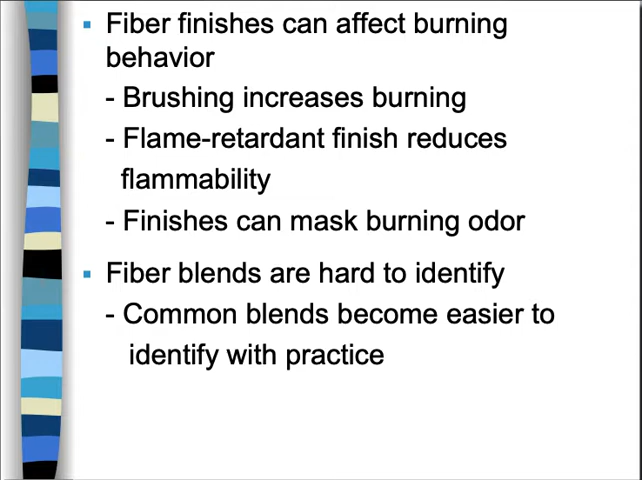 ▪ Fiber finishes can affect burning
behavior
- Brushing increases burning
- Flame-retardant finish reduces
flammability
- Finishes can mask burning odor
▪ Fiber blends are hard to identify
- Common blends become easier to
identify with practice